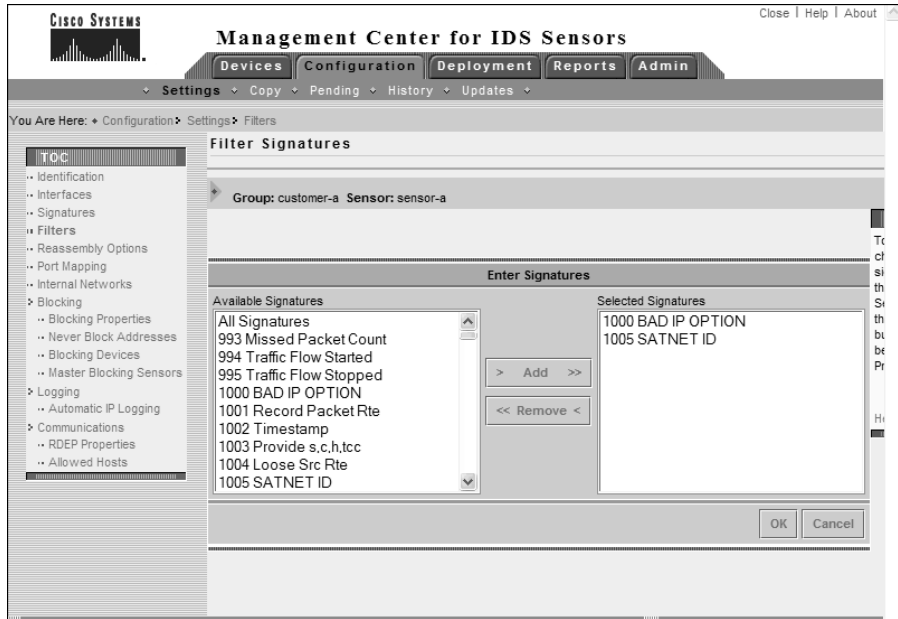 Close | Help | About
CISCO SYSTEMS
Management Center for IDS Sensors
Devices Configuration Deployment Reports Admin
Settings Copy Pending History Updates
You Are Here: Configuration Settings Filters
Filter Signatures
TOC
Identification
Interfaces
Signatures
Filters
Reassembly Options
Port Mapping
Internal Networks
Blocking
Blocking Properties
Never Block Addresses
Blocking Devices
Master Blocking Sensors
Logging
Automatic IP Logging
Communications
RDEP Properties
Allowed Hosts
Group: customer-a Sensor: sensor-a
Enter Signatures
Available Signatures
All Signatures
993 Missed Packet Count
994 Traffic Flow Started
995 Traffic Flow Stopped
1000 BAD IP OPTION
1001 Record Packet Rte
1002 Timestamp
1003 Provide s,c,h,tcc
1004 Loose Src Rte
1005 SATNET ID
> Add >>
<< Remove <
Selected Signatures
1000 BAD IP OPTION
1005 SATNET ID
OK Cancel